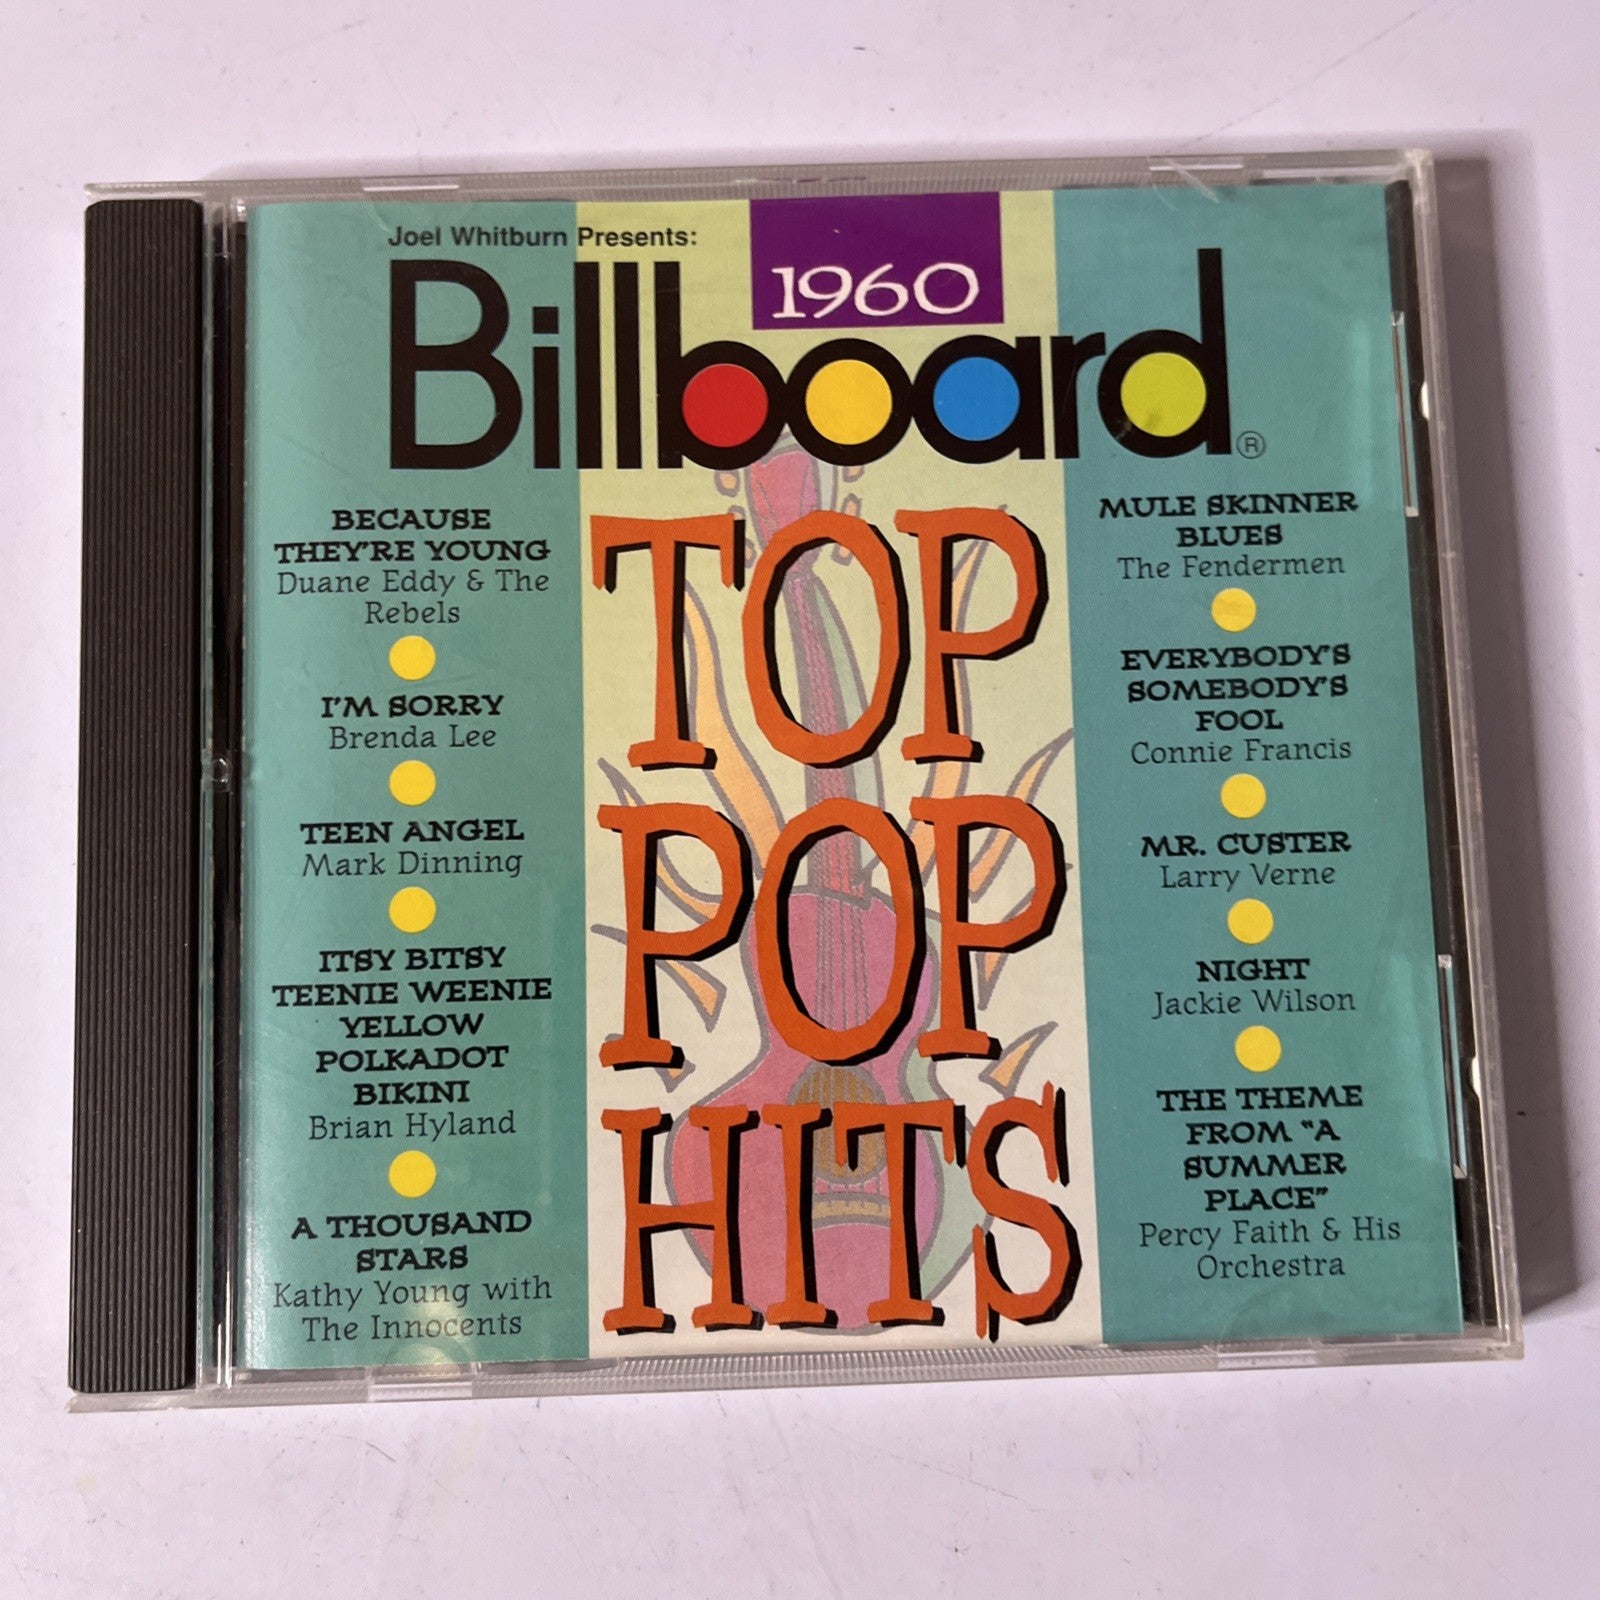 Joel Whitburn Presents:
1960
Billboard®
BECAUSE
THEY'RE YOUNG
Duane Eddy & The
Rebels
I'M SORRY
Brenda Lee
TEEN ANGEL
Mark Dinning
ITSY BITSY
TEENIE WEENIE
YELLOW
POLKADOT
BIKINI
Brian Hyland
A THOUSAND
STARS
Kathy Young with
The Innocents
TOP
POP
HITS
MULE SKINNER
BLUES
The Fendermen
EVERYBODY'S
SOMEBODY'S
FOOL
Connie Francis
MR. CUSTER
Larry Verne
NIGHT
Jackie Wilson
THE THEME
FROM "A
SUMMER
PLACE"
Percy Faith & His
Orchestra